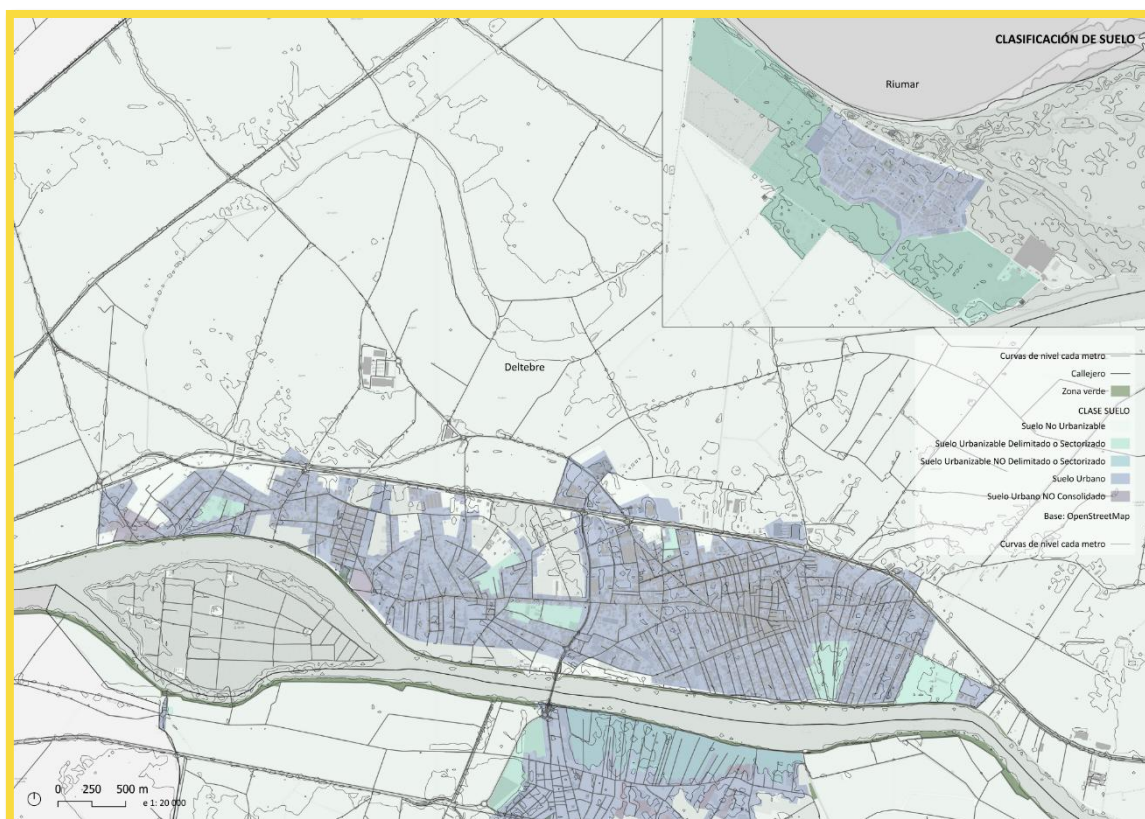 CLASIFICACIÓN DE SUELO
Riumar
Deltebre
Curvas de nivel cada metro
Callejero
Zona verde
CLASE SUELO
Suelo No Urbanizable
Suelo Urbanizable Delimitado o Sectorizado
Suelo Urbanizable NO Delimitado o Sectorizado
Suelo Urbano
Suelo Urbano NO Consolidado
Base: OpenStreetMap
Curvas de nivel cada metro
0 250 500 m
e 1: 20 000